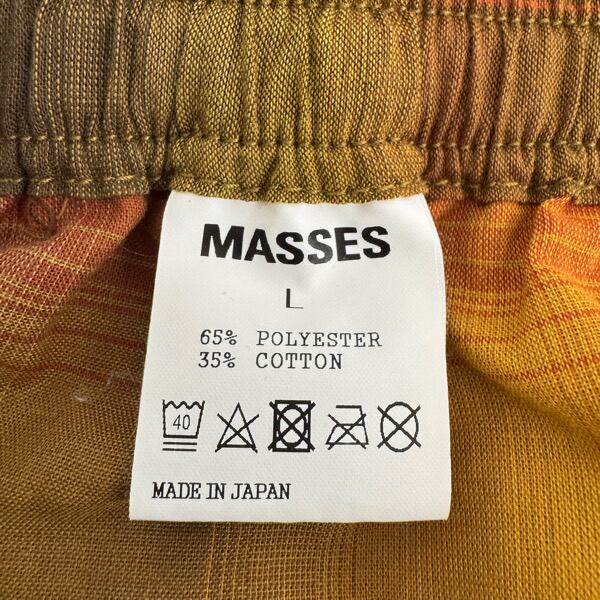 MASSES
L
65% POLYESTER
35% COTTON
40
MADE IN JAPAN